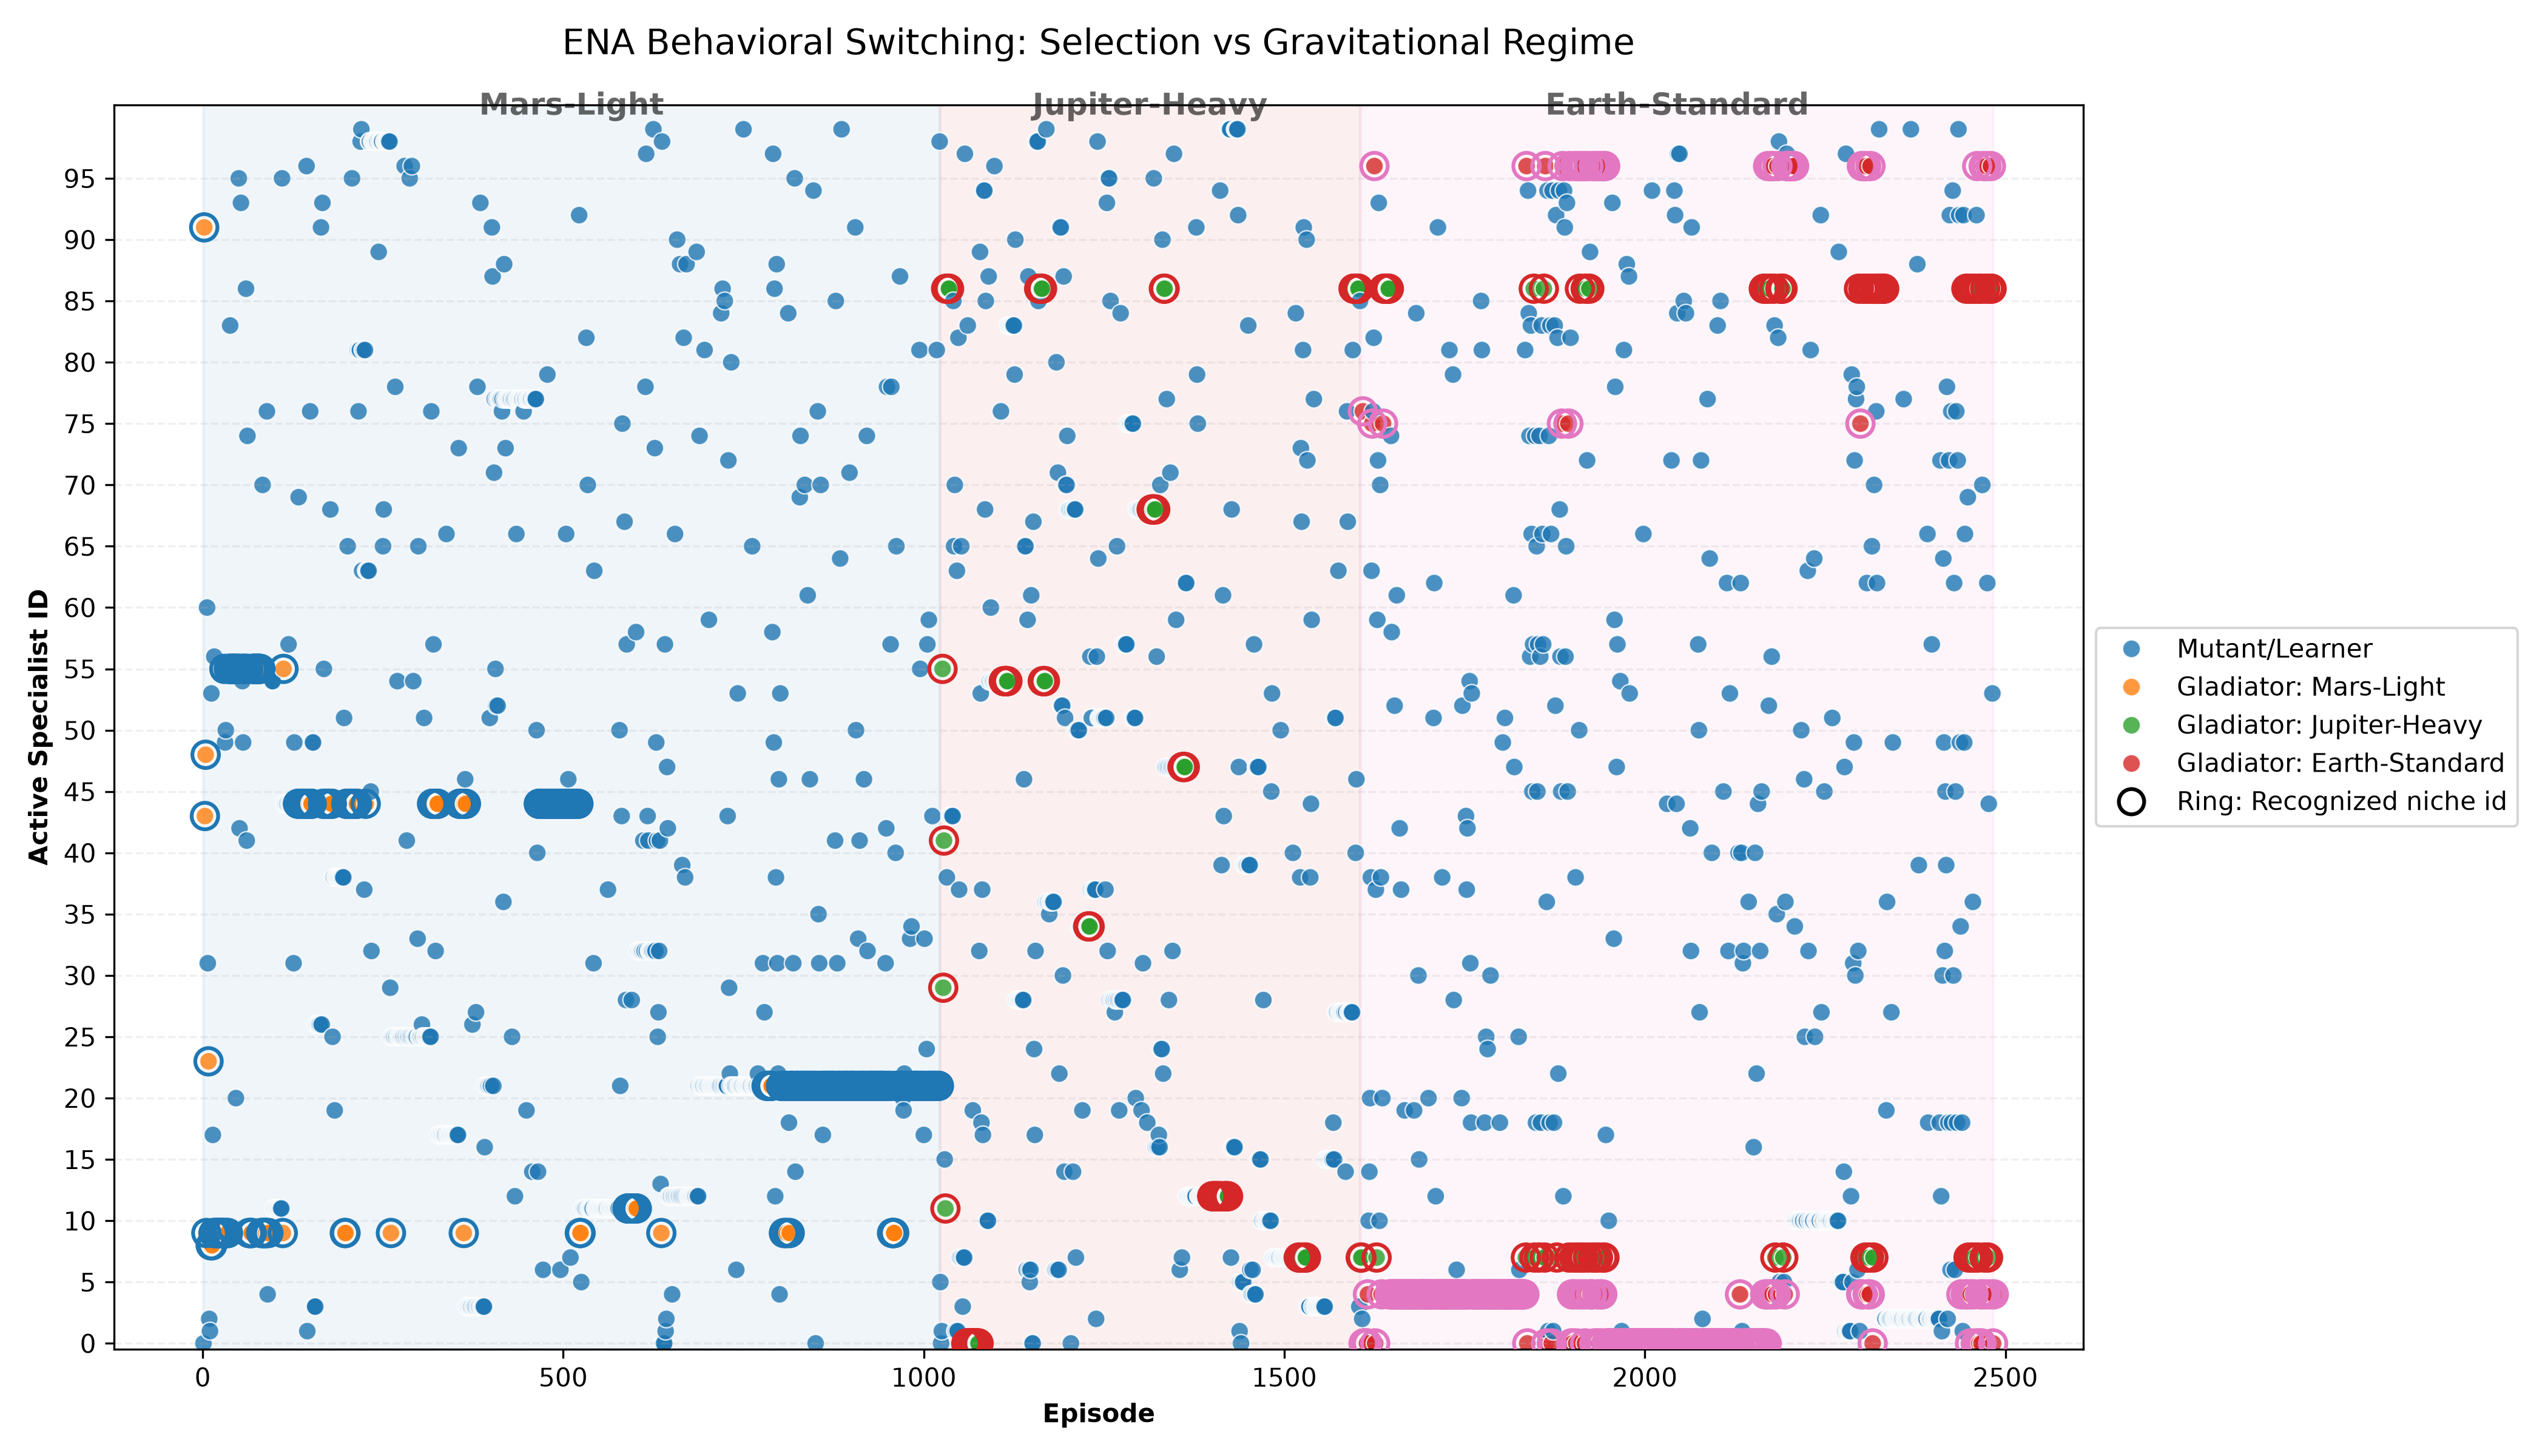 ENA Behavioral Switching: Selection vs Gravitational Regime
Mars-Light
Jupiter-Heavy
Earth-Standard
95
90
85
80
75
70
65
60
55
50
45
40
35
30
25
20
15
10
5
0
Active Specialist ID
0
500
1000
1500
2000
2500
Episode
Mutant/Learner
Gladiator: Mars-Light
Gladiator: Jupiter-Heavy
Gladiator: Earth-Standard
Ring: Recognized niche id